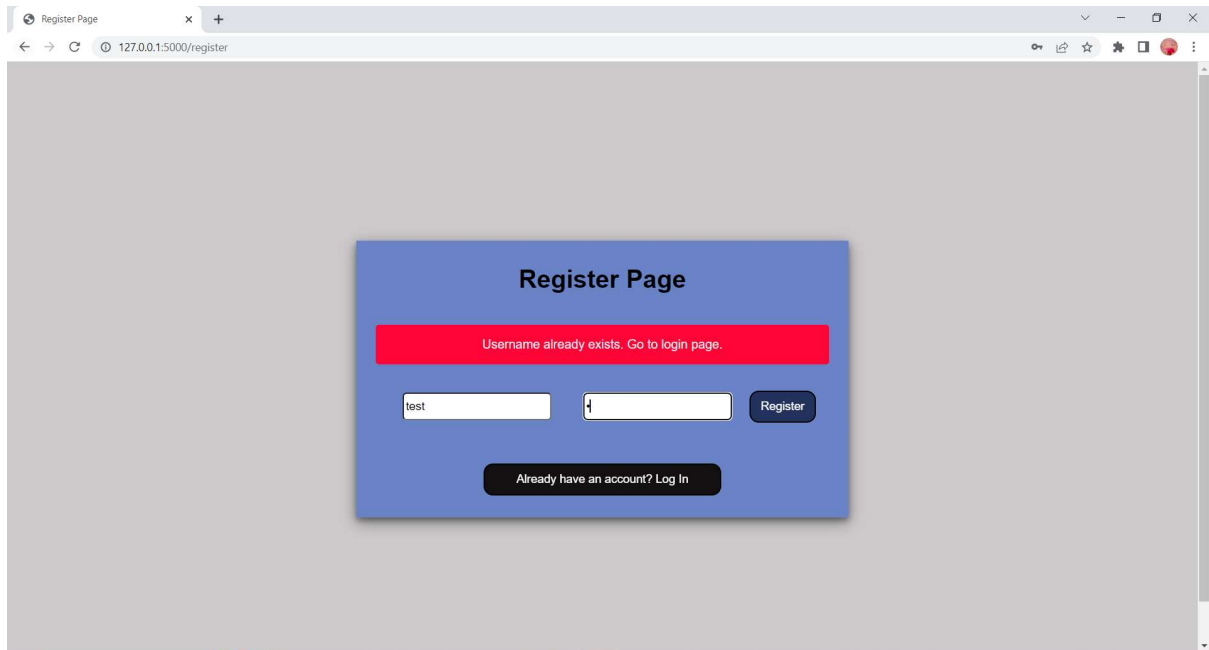 Register Page
127.0.0.1:5000/register
Register Page
Username already exists. Go to login page.
test Register
Already have an account? Log In